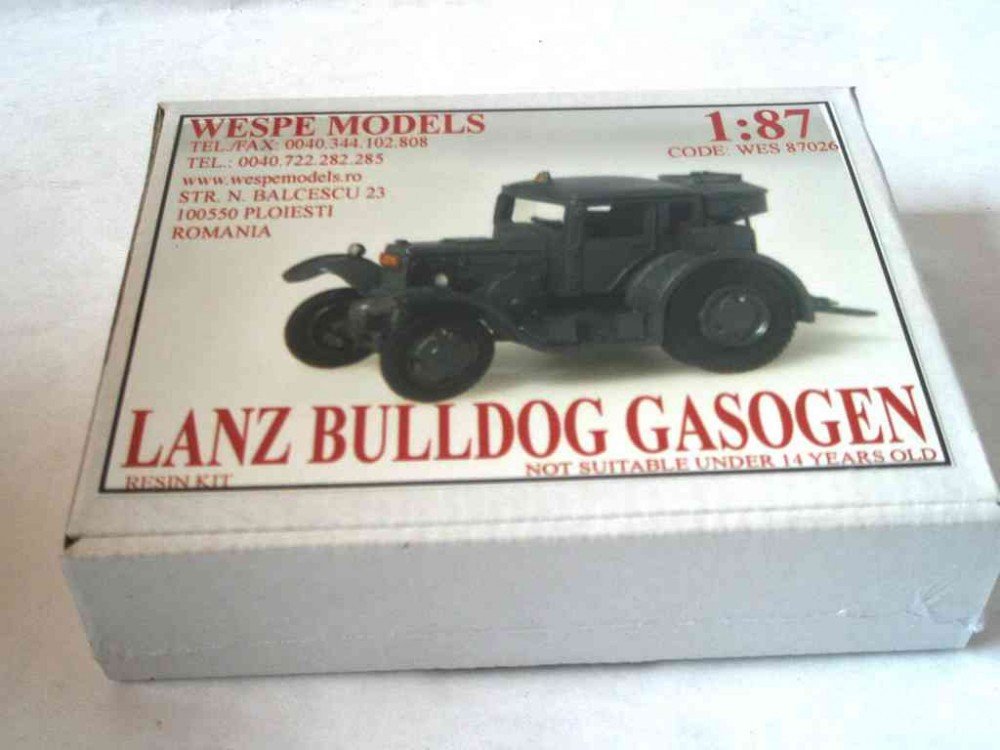 WESPE MODELS
TEL./FAX: 0040.344.102.808
TEL.: 0040.722.282.285
www.wespemodels.ro
STR. N. BALCESCU 23
100550 PLOIESTI
ROMANIA
1:87
CODE: WES 87026
LANZ BULLDOG GASOGEN
RESIN KIT
NOT SUITABLE UNDER 14 YEARS OLD